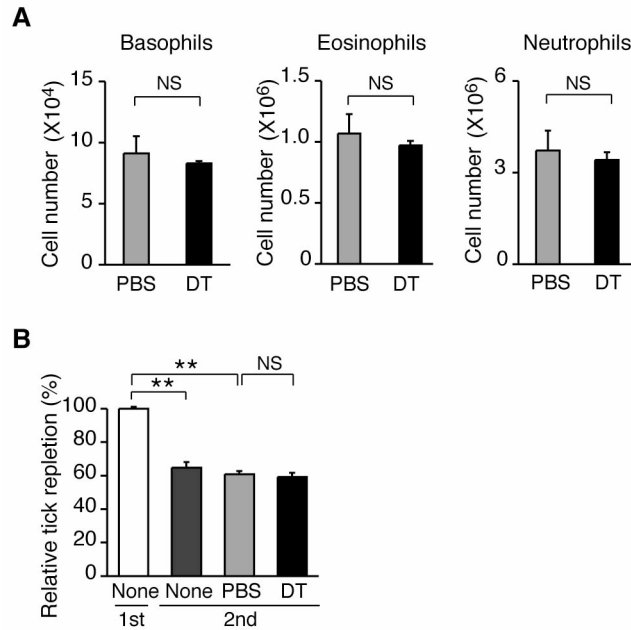 A
Basophils
Eosinophils
Neutrophils
Cell number (X10⁴)
15
10
5
0
NS
PBS DT
Cell number (X10⁶)
1.5
1.0
0.5
0
NS
PBS DT
Cell number (X10⁶)
6
3
0
NS
PBS DT
B
Relative tick repletion (%)
100
80
60
40
20
0
**
**
NS
None None PBS DT
1st 2nd